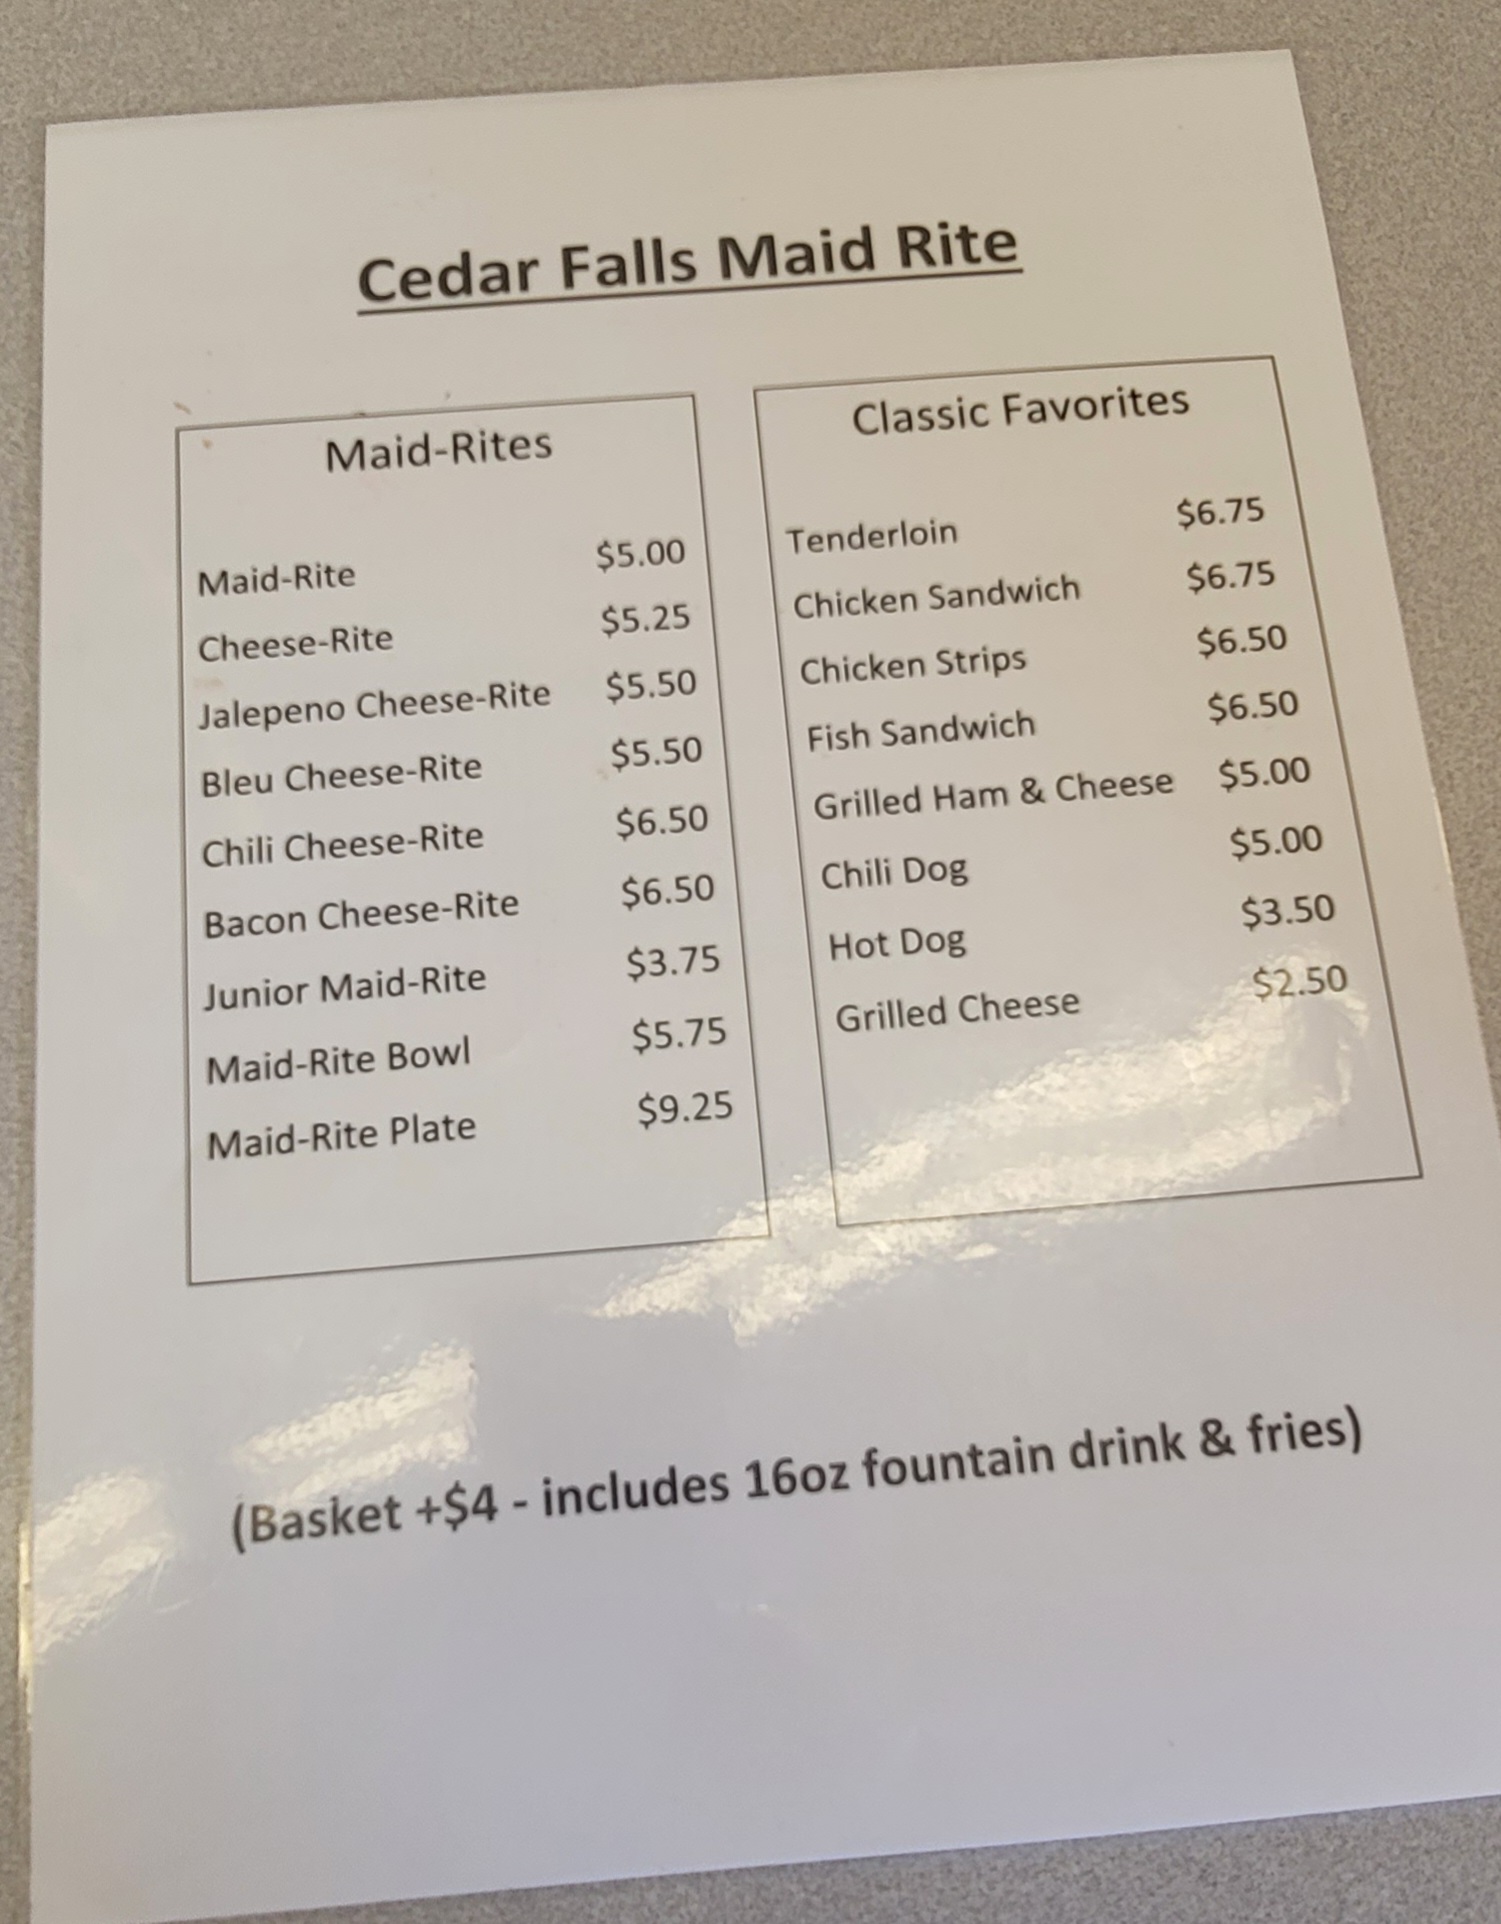 Cedar Falls Maid Rite
Maid-Rites
Maid-Rite $5.00
Cheese-Rite $5.25
Jalepeno Cheese-Rite $5.50
Bleu Cheese-Rite $5.50
Chili Cheese-Rite $6.50
Bacon Cheese-Rite $6.50
Junior Maid-Rite $3.75
Maid-Rite Bowl $5.75
Maid-Rite Plate $9.25
Classic Favorites
Tenderloin $6.75
Chicken Sandwich $6.75
Chicken Strips $6.50
Fish Sandwich $6.50
Grilled Ham & Cheese $5.00
Chili Dog $5.00
Hot Dog $3.50
Grilled Cheese $2.50
(Basket +$4 - includes 16oz fountain drink & fries)